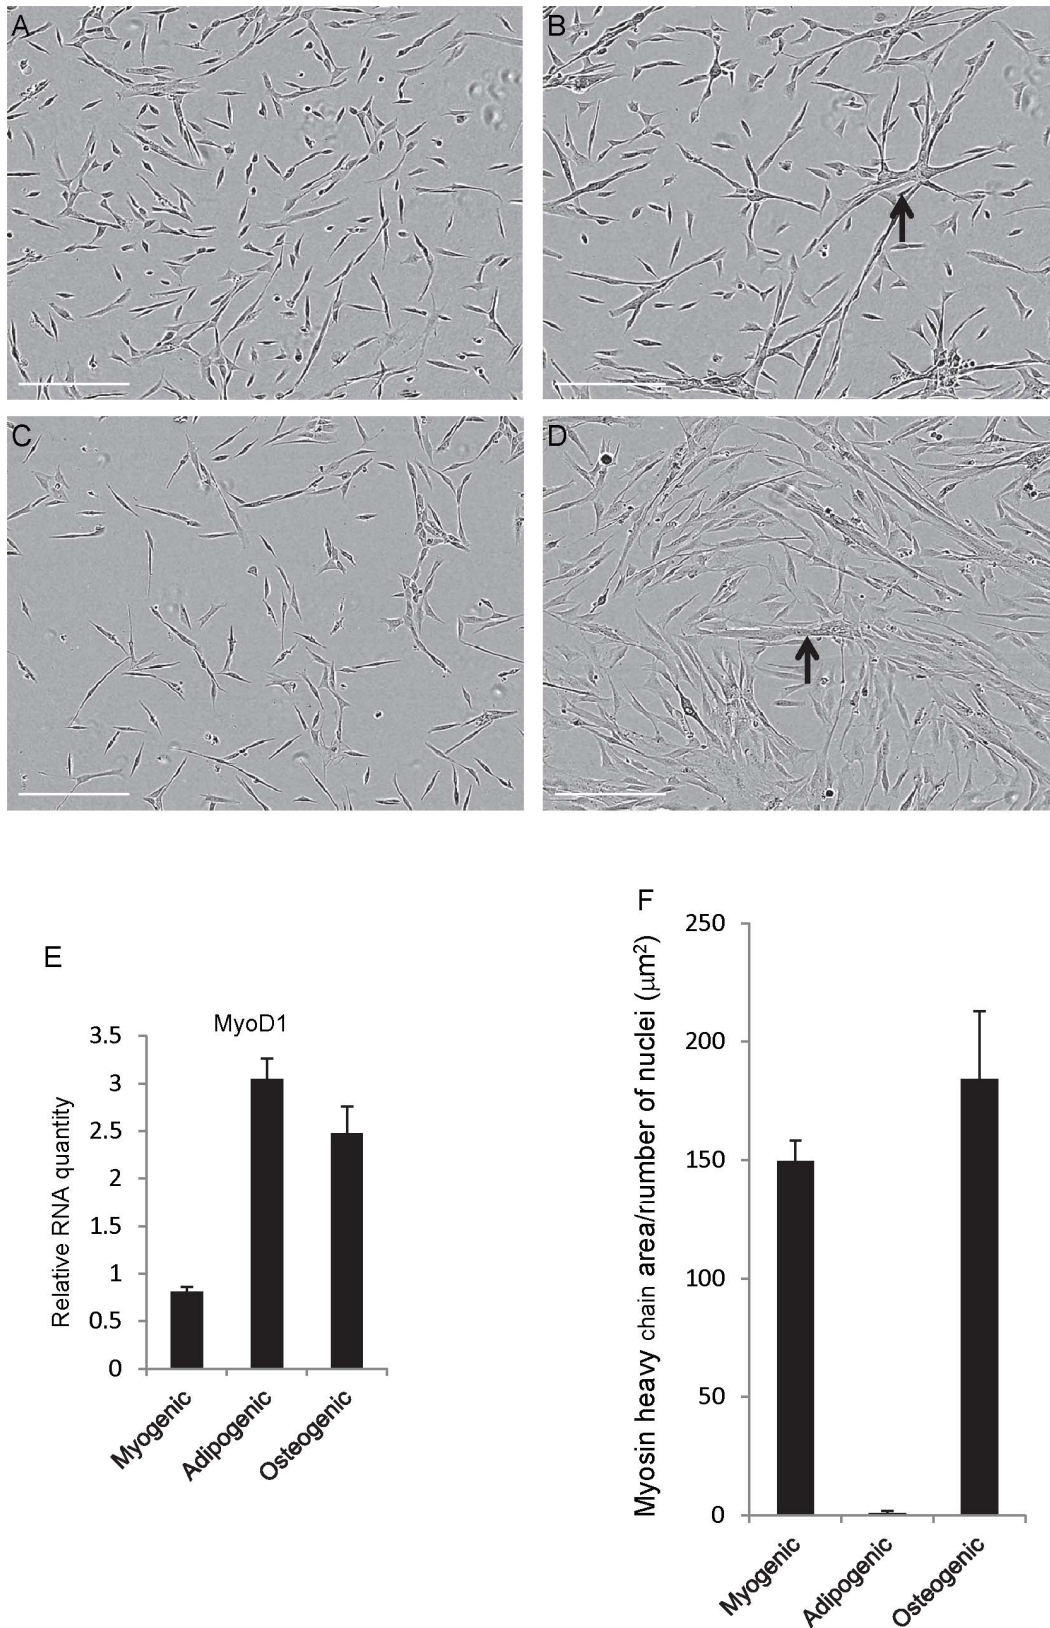 A
B
C
D
E
F
MyoD1
Relative RNA quantity
3.5
3
2.5
2
1.5
1
0.5
0
Myogenic
Adipogenic
Osteogenic
Myosin heavy chain area/number of nuclei (μm²)
250
200
150
100
50
0
Myogenic
Adipogenic
Osteogenic